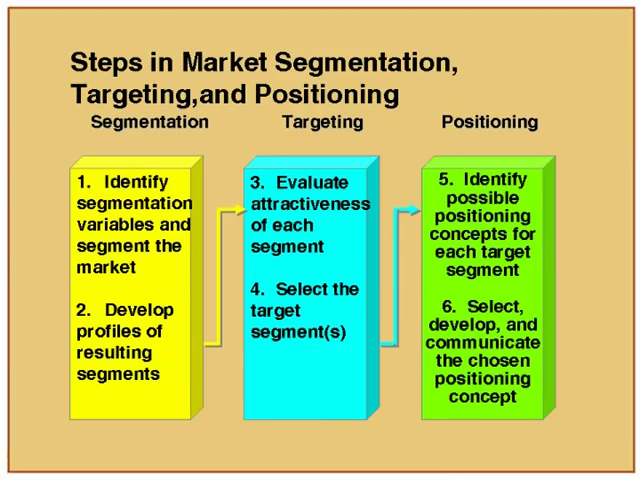 Steps in Market Segmentation,
Targeting,and Positioning
Segmentation
Targeting
Positioning
1. Identify
segmentation
variables and
segment the
market
2. Develop
profiles of
resulting
segments
3. Evaluate
attractiveness
of each
segment
4. Select the
target
segment(s)
5. Identify
possible
positioning
concepts for
each target
segment
6. Select,
develop, and
communicate
the chosen
positioning
concept